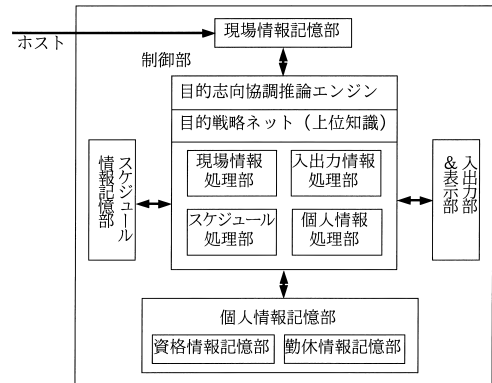 現場情報記憶部
ホスト
制御部
目的志向協調推論エンジン
目的戦略ネット（上位知識）
現場情報
処理部
入出力情報
処理部
スケジュール
処理部
個人情報
処理部
スケジュール
情報記憶部
入出力部
&表示部
個人情報記憶部
資格情報記憶部
勤休情報記憶部